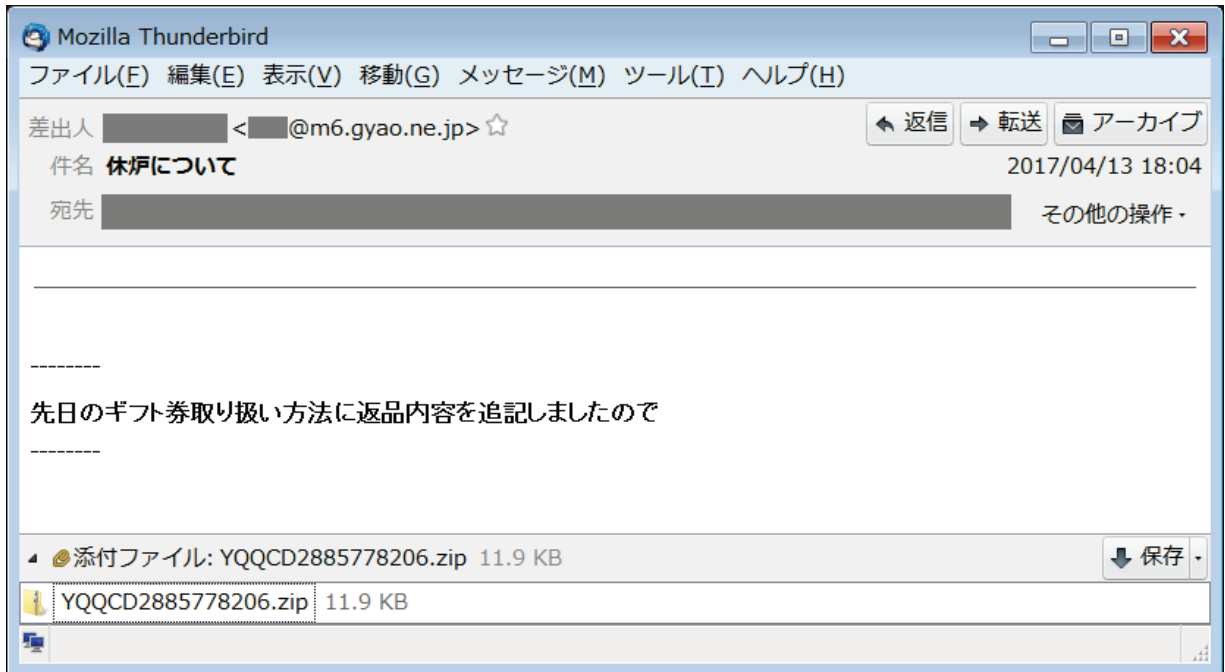 Mozilla Thunderbird
ファイル(F) 編集(E) 表示(V) 移動(G) メッセージ(M) ツール(T) ヘルプ(H)
差出人 < @m6.gyao.ne.jp> 返信 転送 アーカイブ
件名 休炉について 2017/04/13 18:04
宛先 その他の操作
--------
先日のギフト券取り扱い方法に返品内容を追記しましたので
--------
添付ファイル: YQQCD2885778206.zip 11.9 KB 保存
YQQCD2885778206.zip 11.9 KB